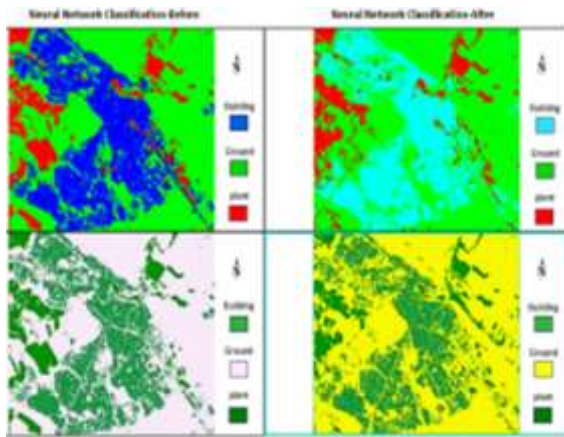 Neural Network Classification-Before
Neural Network Classification-After
Building
Ground
plant
Building
Ground
plant
Building
Ground
plant
Building
Ground
plant